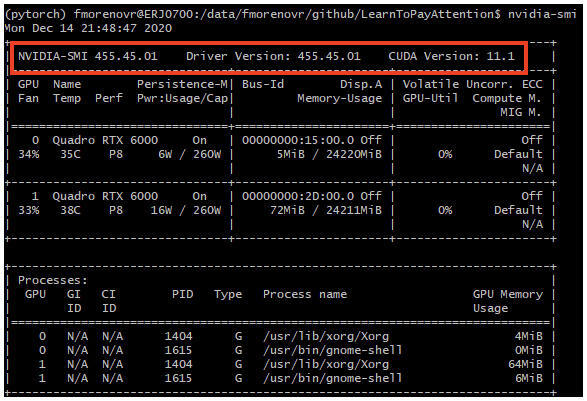 (pytorch) fmorenovr@ERJ0700:/data/fmorenovr/github/LearnToPayAttention$ nvidia-smi
Mon Dec 14 21:48:47 2020
+-----------------------------------------------------------------------------+
| NVIDIA-SMI 455.45.01    Driver Version: 455.45.01    CUDA Version: 11.1     |
|-------------------------------+----------------------+----------------------+
| GPU  Name        Persistence-M| Bus-Id        Disp.A | Volatile Uncorr. ECC |
| Fan  Temp  Perf  Pwr:Usage/Cap|         Memory-Usage | GPU-Util  Compute M. |
|                               |                      |               MIG M. |
|===============================+======================+======================|
|   0  Quadro RTX 6000     On   | 00000000:15:00.0 Off |                  Off |
| 34%   35C    P8     6W / 260W |      5MiB / 24220MiB |      0%      Default |
|                               |                      |                  N/A |
+-------------------------------+----------------------+----------------------+
|   1  Quadro RTX 6000     On   | 00000000:2D:00.0 Off |                  Off |
| 33%   38C    P8    16W / 260W |     72MiB / 24211MiB |      0%      Default |
|                               |                      |                  N/A |
+-------------------------------+----------------------+----------------------+
+-----------------------------------------------------------------------------+
| Processes:                                                                  |
|  GPU   GI   CI        PID   Type   Process name                  GPU Memory |
|        ID   ID                                                   Usage      |
|=============================================================================|
|    0   N/A  N/A      1404      G   /usr/lib/xorg/Xorg                  4MiB |
|    0   N/A  N/A      1615      G   /usr/bin/gnome-shell                0MiB |
|    1   N/A  N/A      1404      G   /usr/lib/xorg/Xorg                 64MiB |
|    1   N/A  N/A      1615      G   /usr/bin/gnome-shell                6MiB |
+-----------------------------------------------------------------------------+